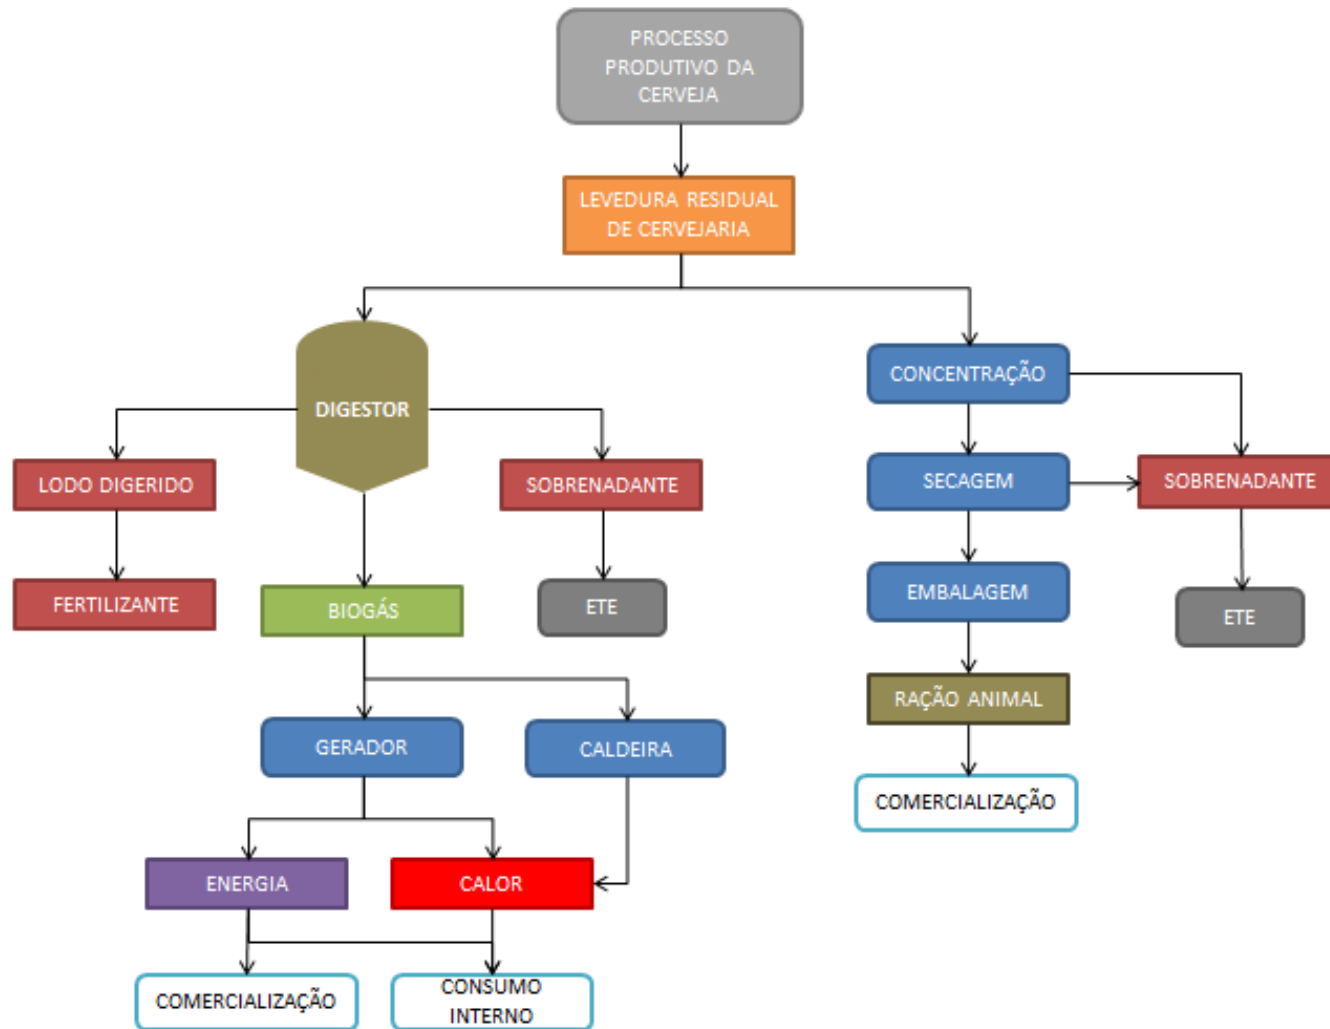 PROCESSO
PRODUTIVO DA
CERVEJA
LEVEDURA RESIDUAL
DE CERVEJARIA
DIGESTOR
CONCENTRAÇÃO
LODO DIGERIDO
SOBRENADANTE
SECAGEM
SOBRENADANTE
FERTILIZANTE
BIOGÁS
ETE
EMBALAGEM
ETE
RAÇÃO ANIMAL
GERADOR
CALDEIRA
COMERCIALIZAÇÃO
ENERGIA
CALOR
COMERCIALIZAÇÃO
CONSUMO
INTERNO